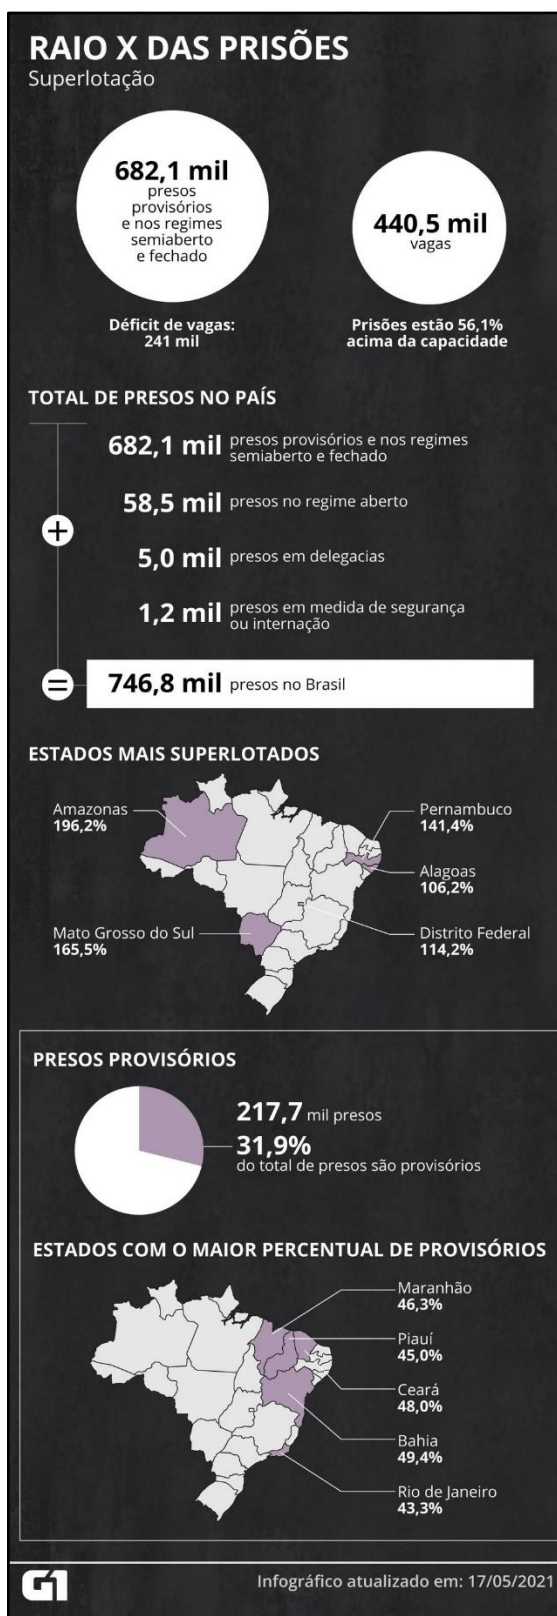 RAIO X DAS PRISÕES
Superlotação
682,1 mil
presos
provisórios
e nos regimes
semiaberto
e fechado
440,5 mil
vagas
Déficit de vagas:
241 mil
Prisões estão 56,1%
acima da capacidade
TOTAL DE PRESOS NO PAÍS
682,1 mil presos provisórios e nos regimes
semiaberto e fechado
+
58,5 mil presos no regime aberto
5,0 mil presos em delegacias
1,2 mil presos em medida de segurança
ou internação
= 746,8 mil presos no Brasil
ESTADOS MAIS SUPERLOTADOS
Amazonas
196,2%
Pernambuco
141,4%
Alagoas
106,2%
Mato Grosso do Sul
165,5%
Distrito Federal
114,2%
PRESOS PROVISÓRIOS
217,7 mil presos
31,9%
do total de presos são provisórios
ESTADOS COM O MAIOR PERCENTUAL DE PROVISÓRIOS
Maranhão
46,3%
Piauí
45,0%
Ceará
48,0%
Bahia
49,4%
Rio de Janeiro
43,3%
G1
Infográfico atualizado em: 17/05/2021